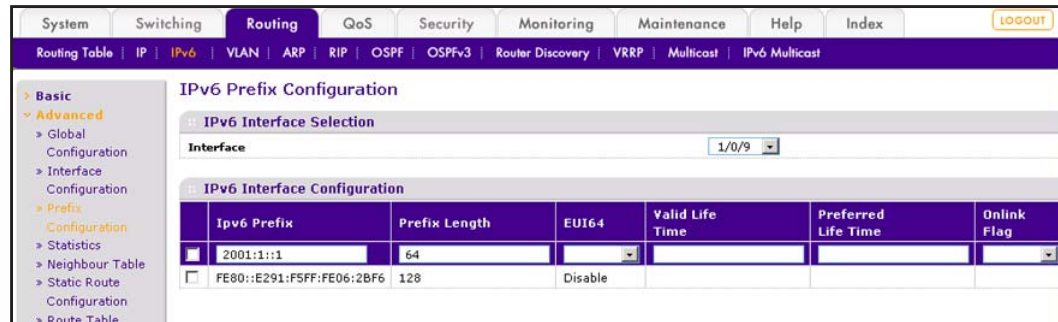 System Switching Routing QoS Security Monitoring Maintenance Help Index LOGOUT
Routing Table | IP | IPv6 | VLAN | ARP | RIP | OSPF | OSPFv3 | Router Discovery | VRRP | Multicast | IPv6 Multicast
Basic
Advanced
» Global
Configuration
» Interface
Configuration
» Prefix
Configuration
» Statistics
» Neighbour Table
» Static Route
Configuration
» Route Table
IPv6 Prefix Configuration
IPv6 Interface Selection
Interface 1/0/9
IPv6 Interface Configuration
Ipv6 Prefix Prefix Length EUI64 Valid Life Time Preferred Life Time Onlink Flag
2001:1::1 64
FE80::E291:F5FF:FE06:2BF6 128 Disable